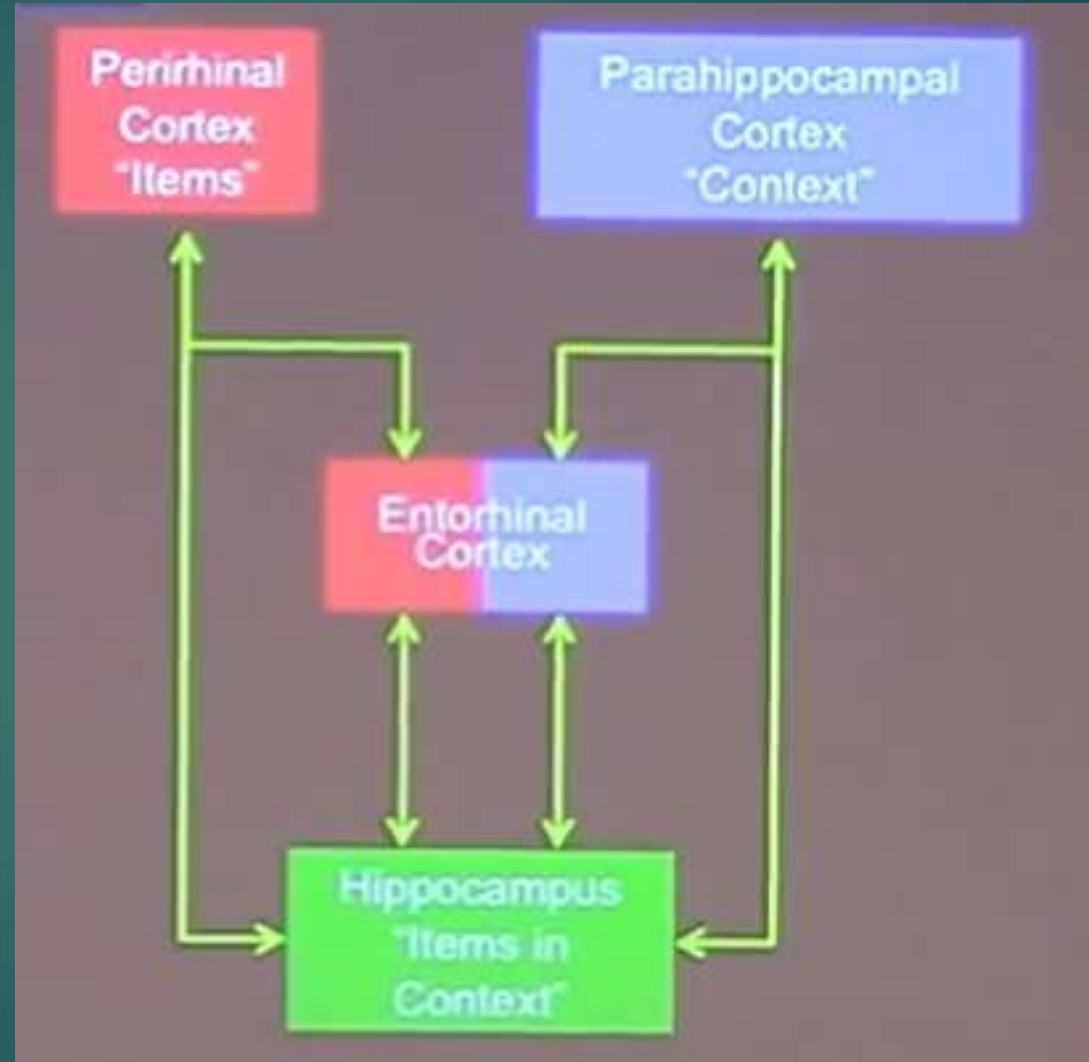 Perirhinal
Cortex
"Items"
Parahippocampal
Cortex
"Context"
Entorhinal
Cortex
Hippocampus
"Items in
Context"